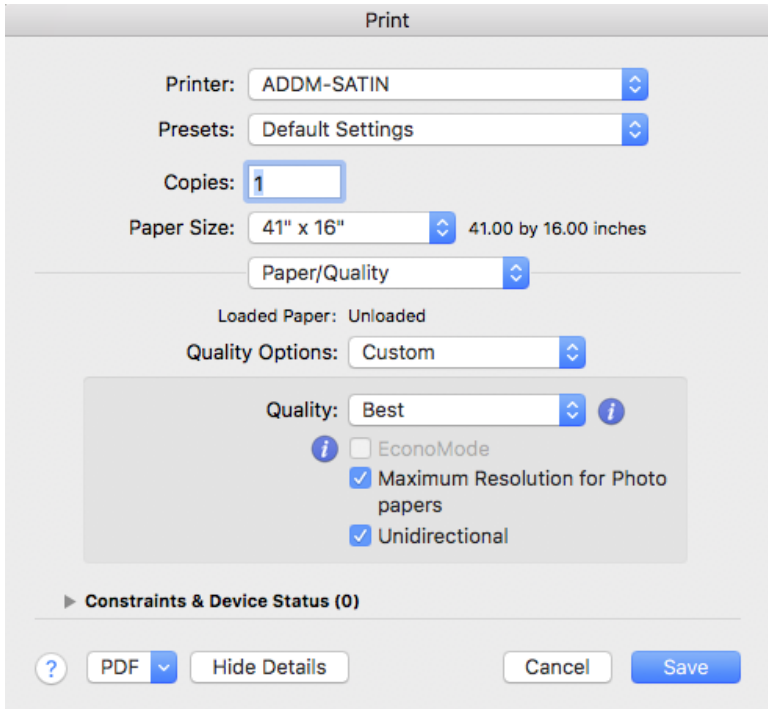 Print
Printer: ADDM-SATIN
Presets: Default Settings
Copies: 1
Paper Size: 41" x 16" 41.00 by 16.00 inches
Paper/Quality
Loaded Paper: Unloaded
Quality Options: Custom
Quality: Best i
i EconoMode
Maximum Resolution for Photo
papers
Unidirectional
Constraints & Device Status (0)
? PDF Hide Details Cancel Save